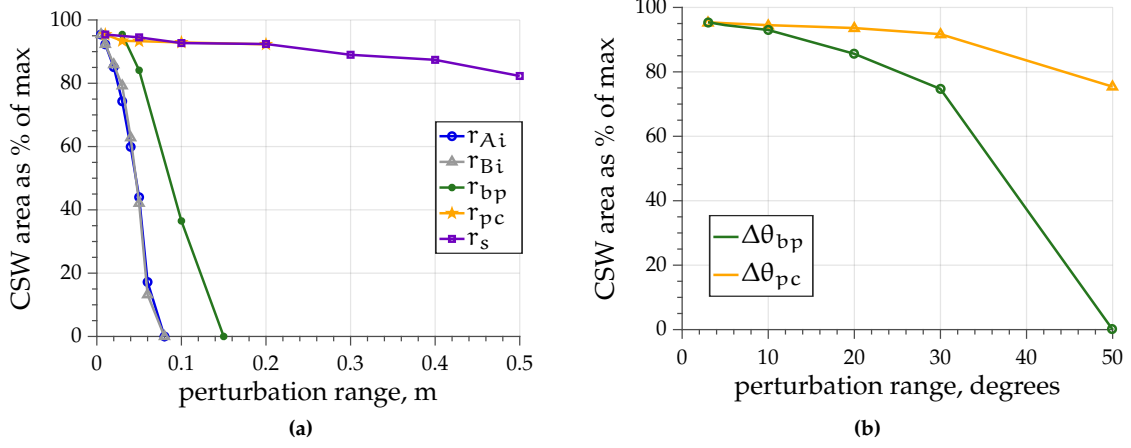 CSW area as % of max
100
80
60
40
20
0
r_Ai
r_Bi
r_bp
r_pc
r_s
0 0.1 0.2 0.3 0.4 0.5
perturbation range, m
(a)
CSW area as % of max
100
80
60
40
20
0
Δθ_bp
Δθ_pc
0 10 20 30 40 50
perturbation range, degrees
(b)